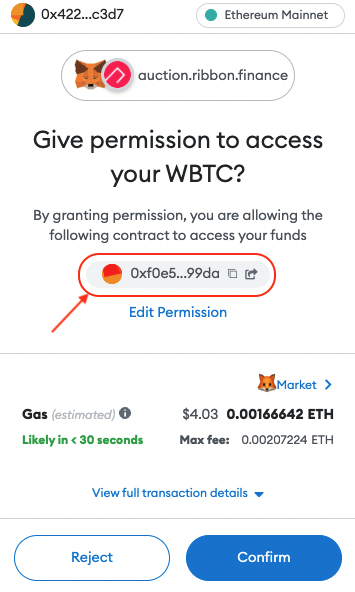 0x422...c3d7
Ethereum Mainnet
auction.ribbon.finance
Give permission to access
your WBTC?
By granting permission, you are allowing the
following contract to access your funds
0xf0e5...99da
Edit Permission
Market
Gas (estimated) $4.03 0.00166642 ETH
Likely in < 30 seconds Max fee: 0.00207224 ETH
View full transaction details
Reject
Confirm